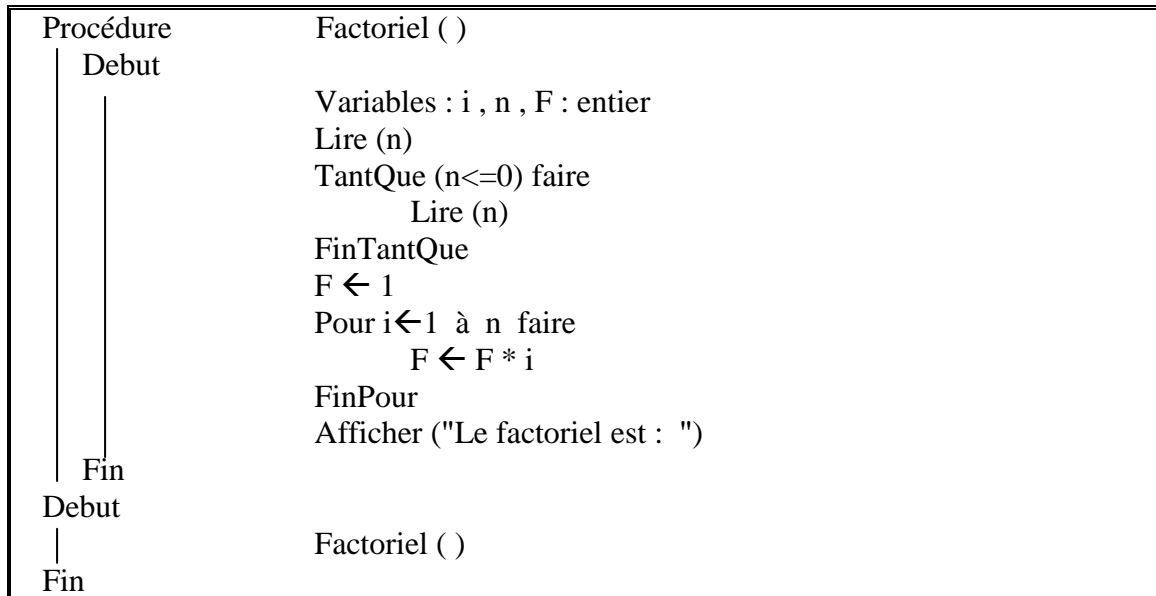 Procédure Factoriel ( )
Debut
Variables : i , n , F : entier
Lire (n)
TantQue (n<=0) faire
Lire (n)
FinTantQue
F ← 1
Pour i←1 à n faire
F ← F * i
FinPour
Afficher ("Le factoriel est : ")
Fin
Debut
Factoriel ( )
Fin